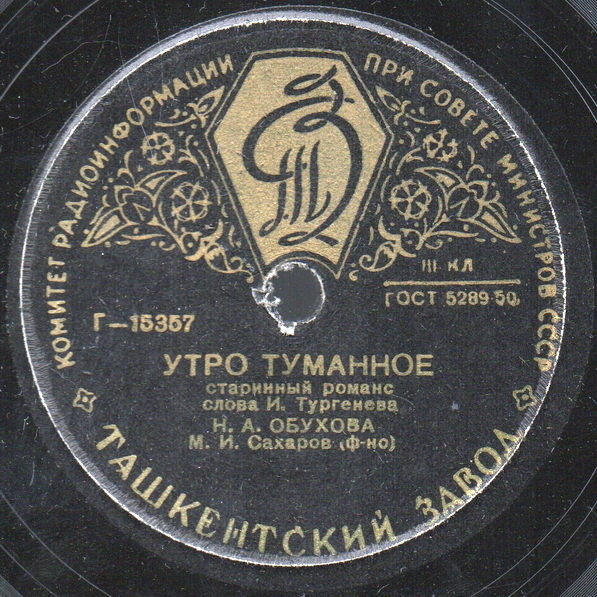 КОМИТЕТ РАДИОИНФОРМАЦИИ ПРИ СОВЕТЕ МИНИСТРОВ СССР
III КЛ
ГОСТ 5289-50
Г-15357
УТРО ТУМАННОЕ
старинный романс
слова И. Тургенева
Н. А. ОБУХОВА
М. И. Сахаров (ф-но)
ТАШКЕНТСКИЙ ЗАВОД